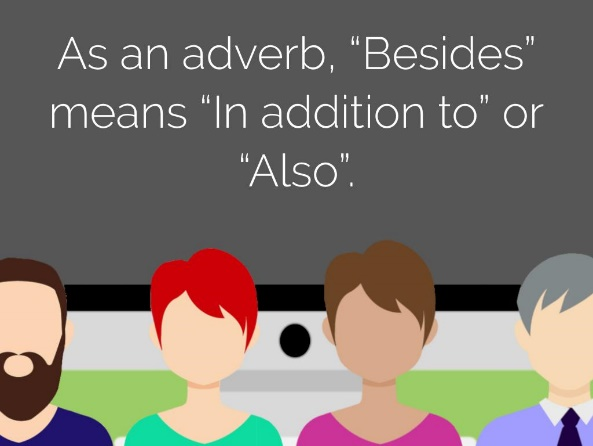 As an adverb, “Besides”
means “In addition to” or
“Also”.